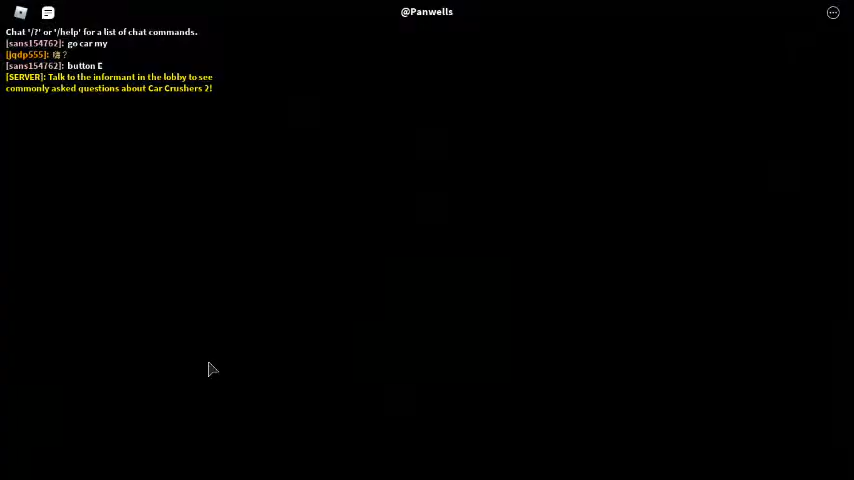 @Panwells
Chat '/?' or '/help' for a list of chat commands.
[sans154762]: go car my
[jqdp555]: ?
[sans154762]: button E
[SERVER]: Talk to the informant in the lobby to see
commonly asked questions about Car Crushers 2!